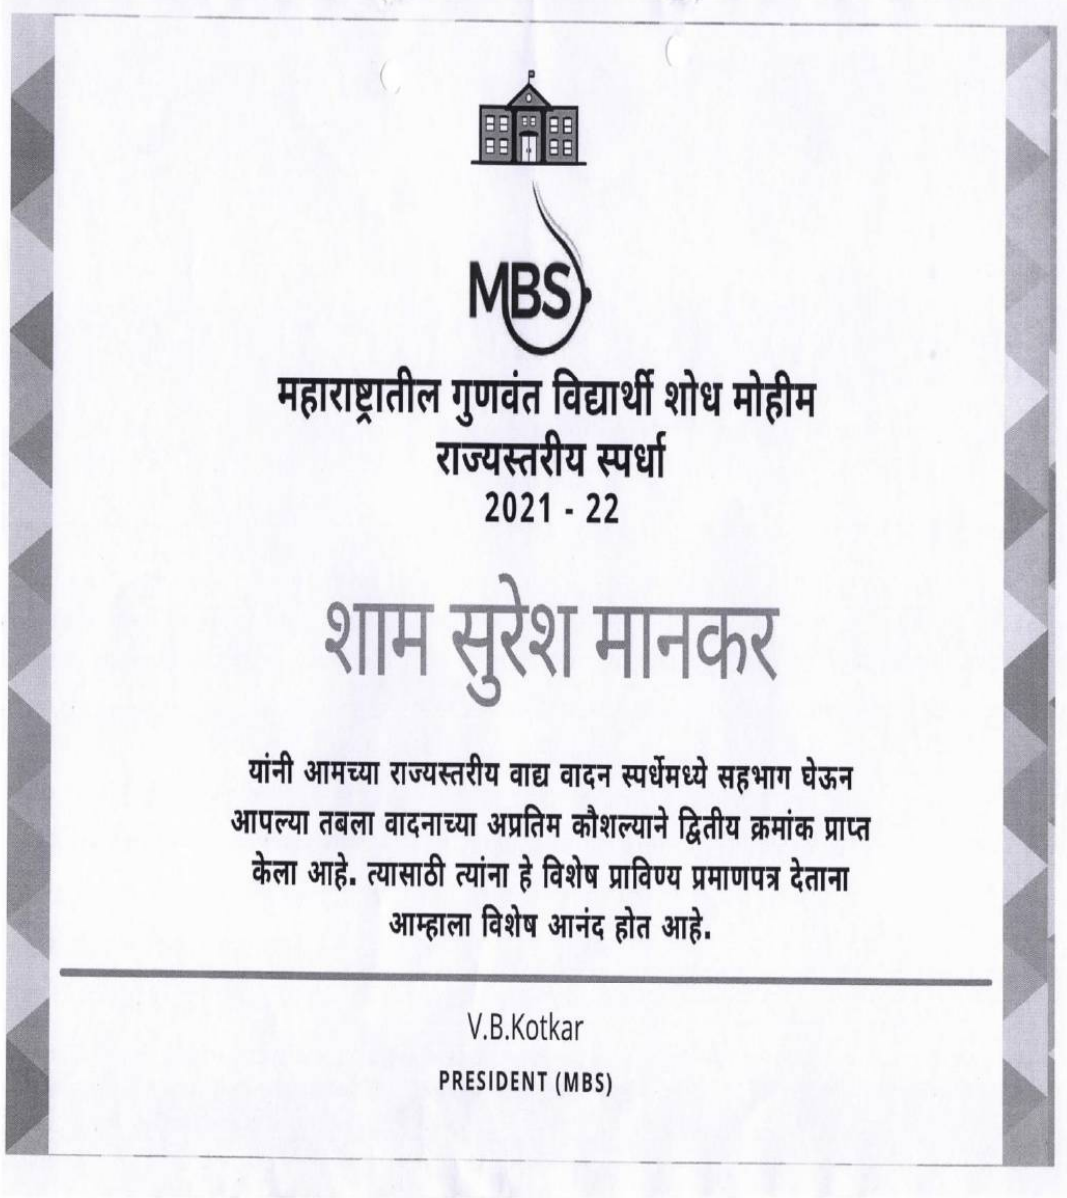 MBS
महाराष्ट्रातील गुणवंत विद्यार्थी शोध मोहीम
राज्यस्तरीय स्पर्धा
2021 - 22
शाम सुरेश मानकर
यांनी आमच्या राज्यस्तरीय वाद्य वादन स्पर्धेमध्ये सहभाग घेऊन
आपल्या तबला वादनाच्या अप्रतिम कौशल्याने द्वितीय क्रमांक प्राप्त
केला आहे. त्यासाठी त्यांना हे विशेष प्राविण्य प्रमाणपत्र देताना
आम्हाला विशेष आनंद होत आहे.
V.B.Kotkar
PRESIDENT (MBS)